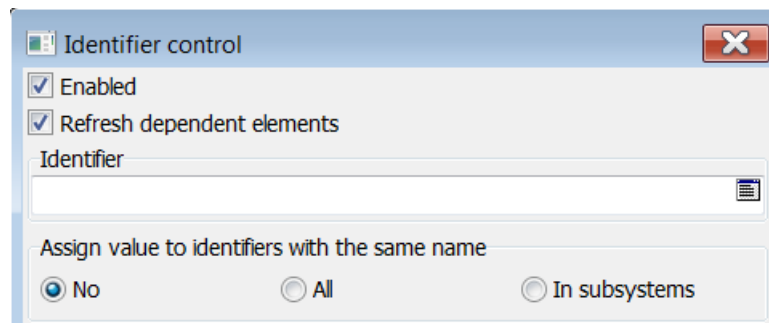 Identifier control
Enabled
Refresh dependent elements
Identifier
Assign value to identifiers with the same name
No All In subsystems